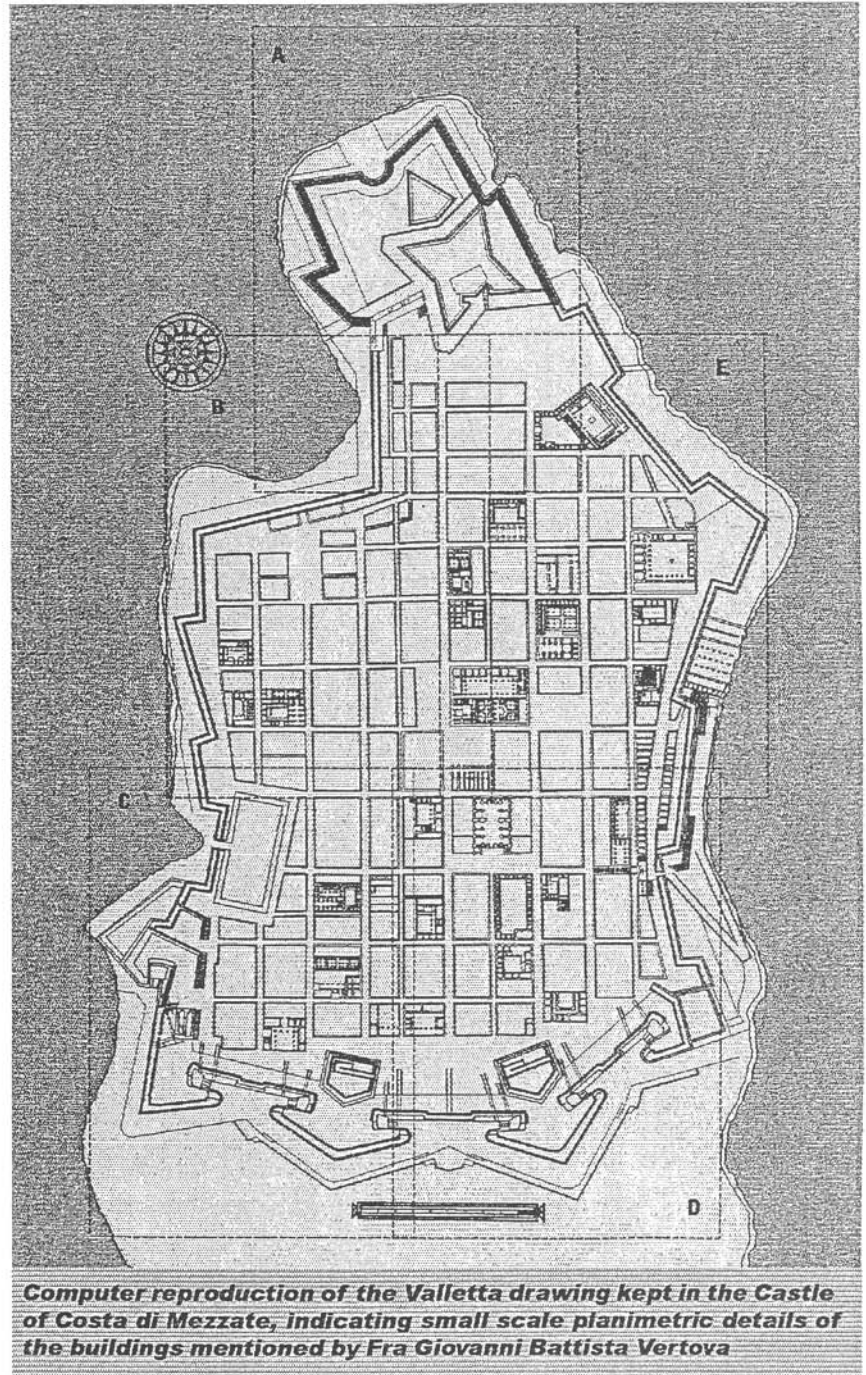 A
E
B
C
D
Computer reproduction of the Valletta drawing kept in the Castle
of Costa di Mezzate, indicating small scale planimetric details of
the buildings mentioned by Fra Giovanni Battista Vertova